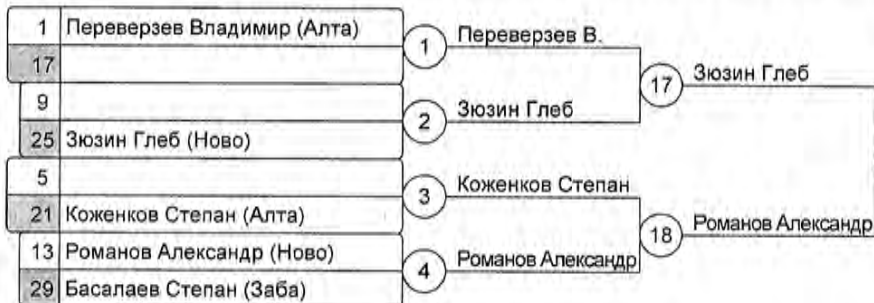 1 Переверзев Владимир (Алта)
17
1 Переверзев В.
17 Зюзин Глеб
9
25 Зюзин Глеб (Ново)
2 Зюзин Глеб
5
21 Коженков Степан (Алта)
3 Коженков Степан
18 Романов Александр
13 Романов Александр (Ново)
29 Басалаев Степан (Заба)
4 Романов Александр